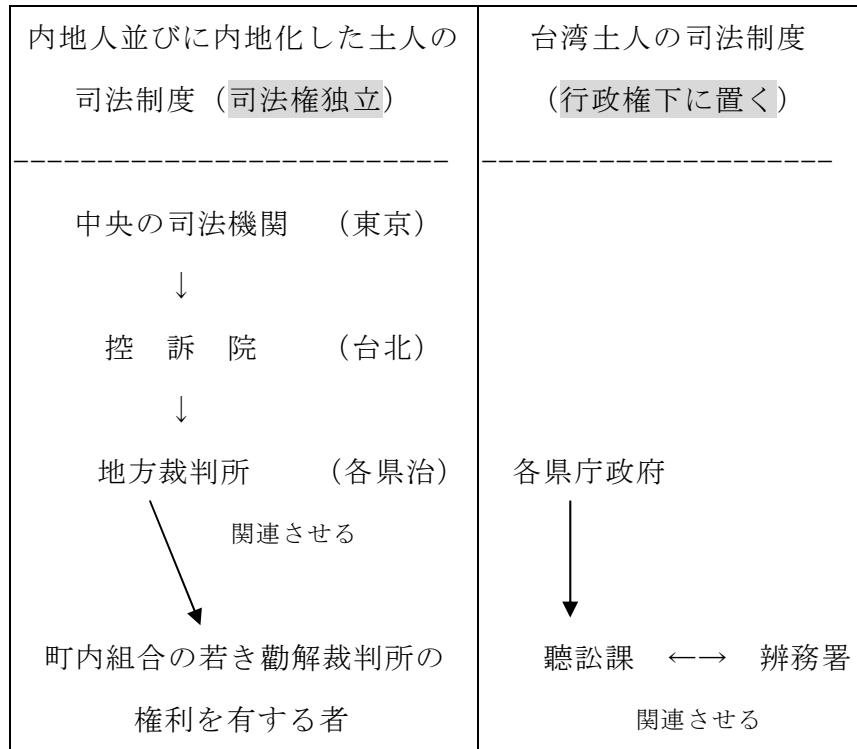 内地人並びに内地化した土人の
司法制度（司法権独立）
中央の司法機関　（東京）
↓
控　訴　院　　（台北）
↓
地方裁判所　　（各県治）
関連させる
町内組合の若き勸解裁判所の
権利を有する者
台湾土人の司法制度
（行政権下に置く）
各県庁政府
聽訟課　←→　辨務署
関連させる